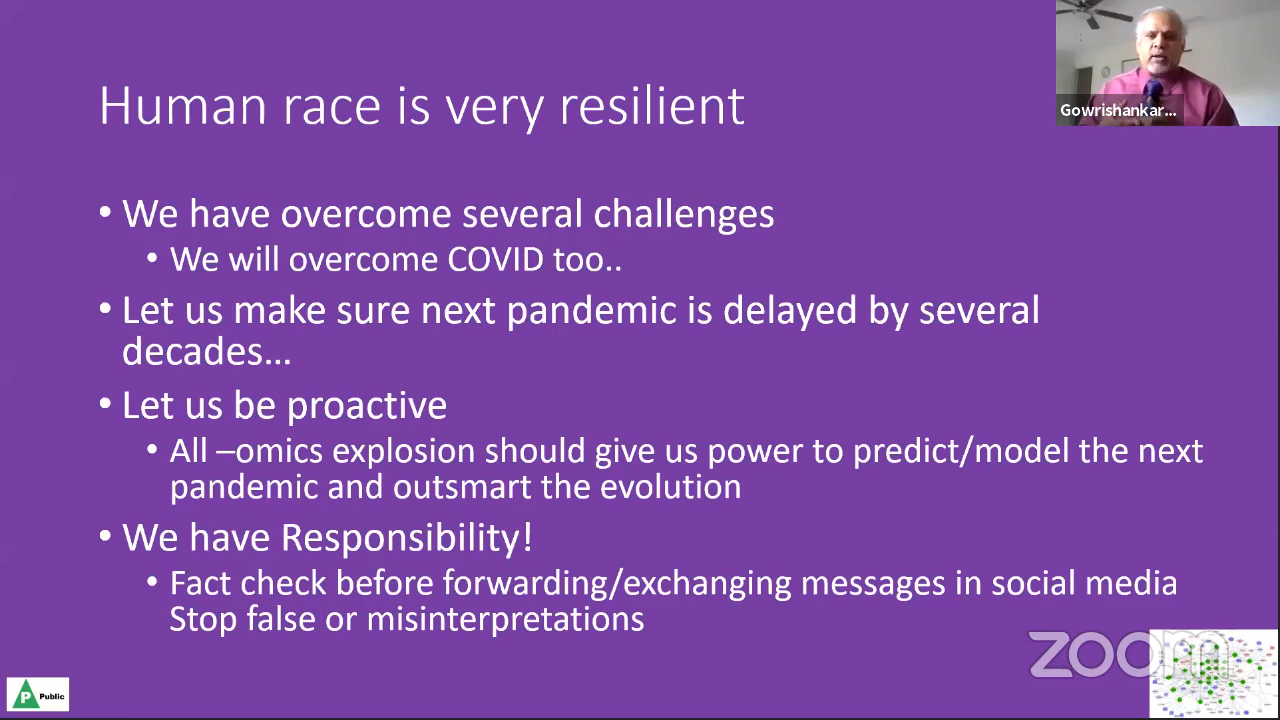 Human race is very resilient
Gowrishankar...
• We have overcome several challenges
• We will overcome COVID too..
• Let us make sure next pandemic is delayed by several
decades...
• Let us be proactive
• All –omics explosion should give us power to predict/model the next
pandemic and outsmart the evolution
• We have Responsibility!
• Fact check before forwarding/exchanging messages in social media
Stop false or misinterpretations
zoom
P Public